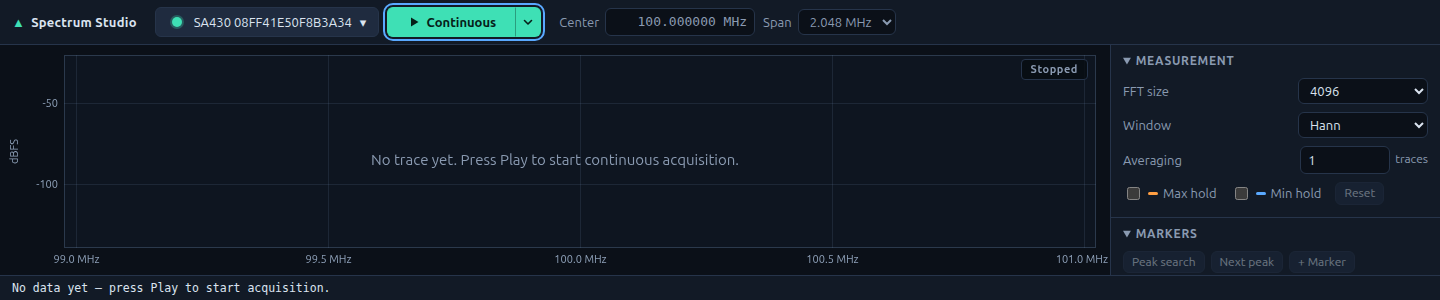 ▲ Spectrum Studio
SA430 08FF41E50F8B3A34 ▾
▶ Continuous
Center 100.000000 MHz
Span 2.048 MHz
Stopped
-50
-100
dBFS
No trace yet. Press Play to start continuous acquisition.
99.0 MHz 99.5 MHz 100.0 MHz 100.5 MHz 101.0 MHz
▼ MEASUREMENT
FFT size 4096
Window Hann
Averaging 1 traces
Max hold Min hold Reset
▼ MARKERS
Peak search Next peak + Marker
No data yet — press Play to start acquisition.